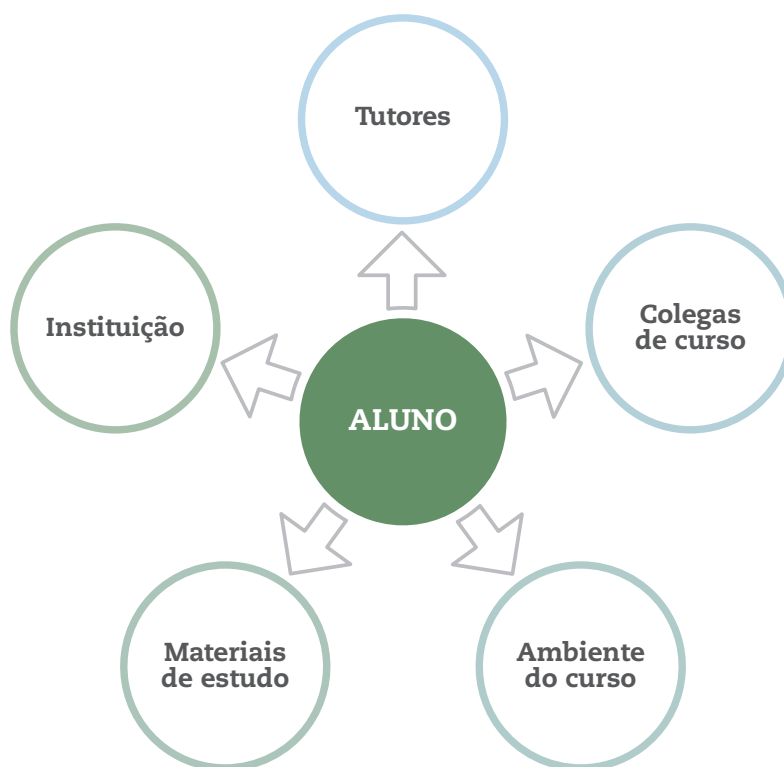 Tutores
Instituição
Colegas
de curso
ALUNO
Materiais
de estudo
Ambiente
do curso